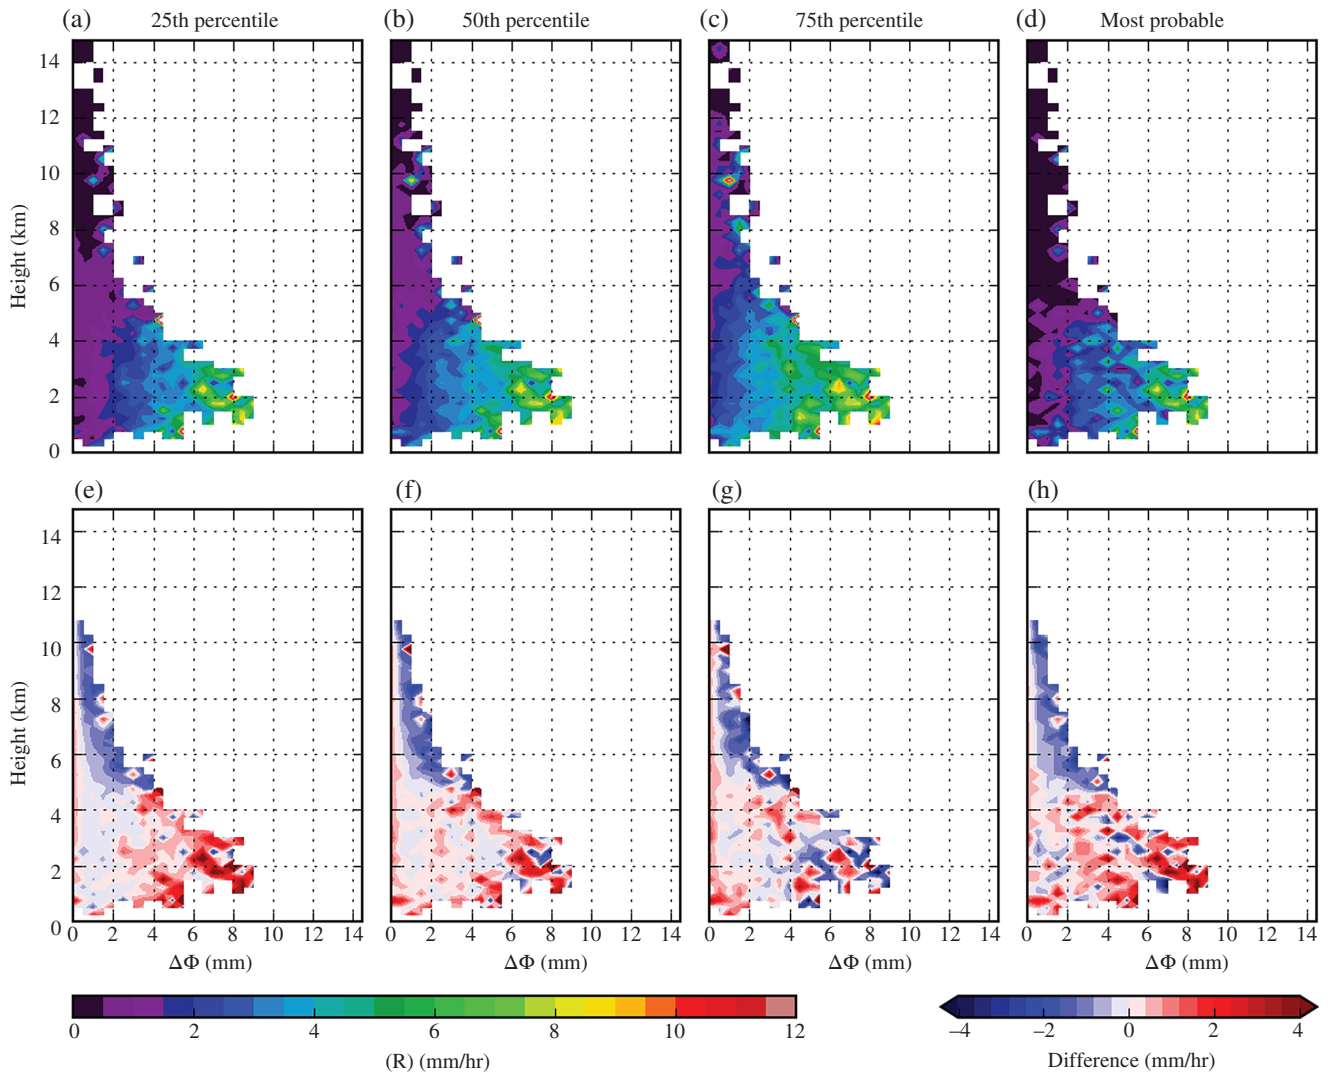 (a) 25th percentile (b) 50th percentile (c) 75th percentile (d) Most probable
14
12
10
8
6
4
2
0
Height (km)
(e) (f) (g) (h)
14
12
10
8
6
4
2
0
Height (km)
0 2 4 6 8 10 12 14 0 2 4 6 8 10 12 14 0 2 4 6 8 10 12 14 0 2 4 6 8 10 12 14
ΔΦ (mm) ΔΦ (mm) ΔΦ (mm) ΔΦ (mm)
0 2 4 6 8 10 12
(R) (mm/hr)
−4 −2 0 2 4
Difference (mm/hr)